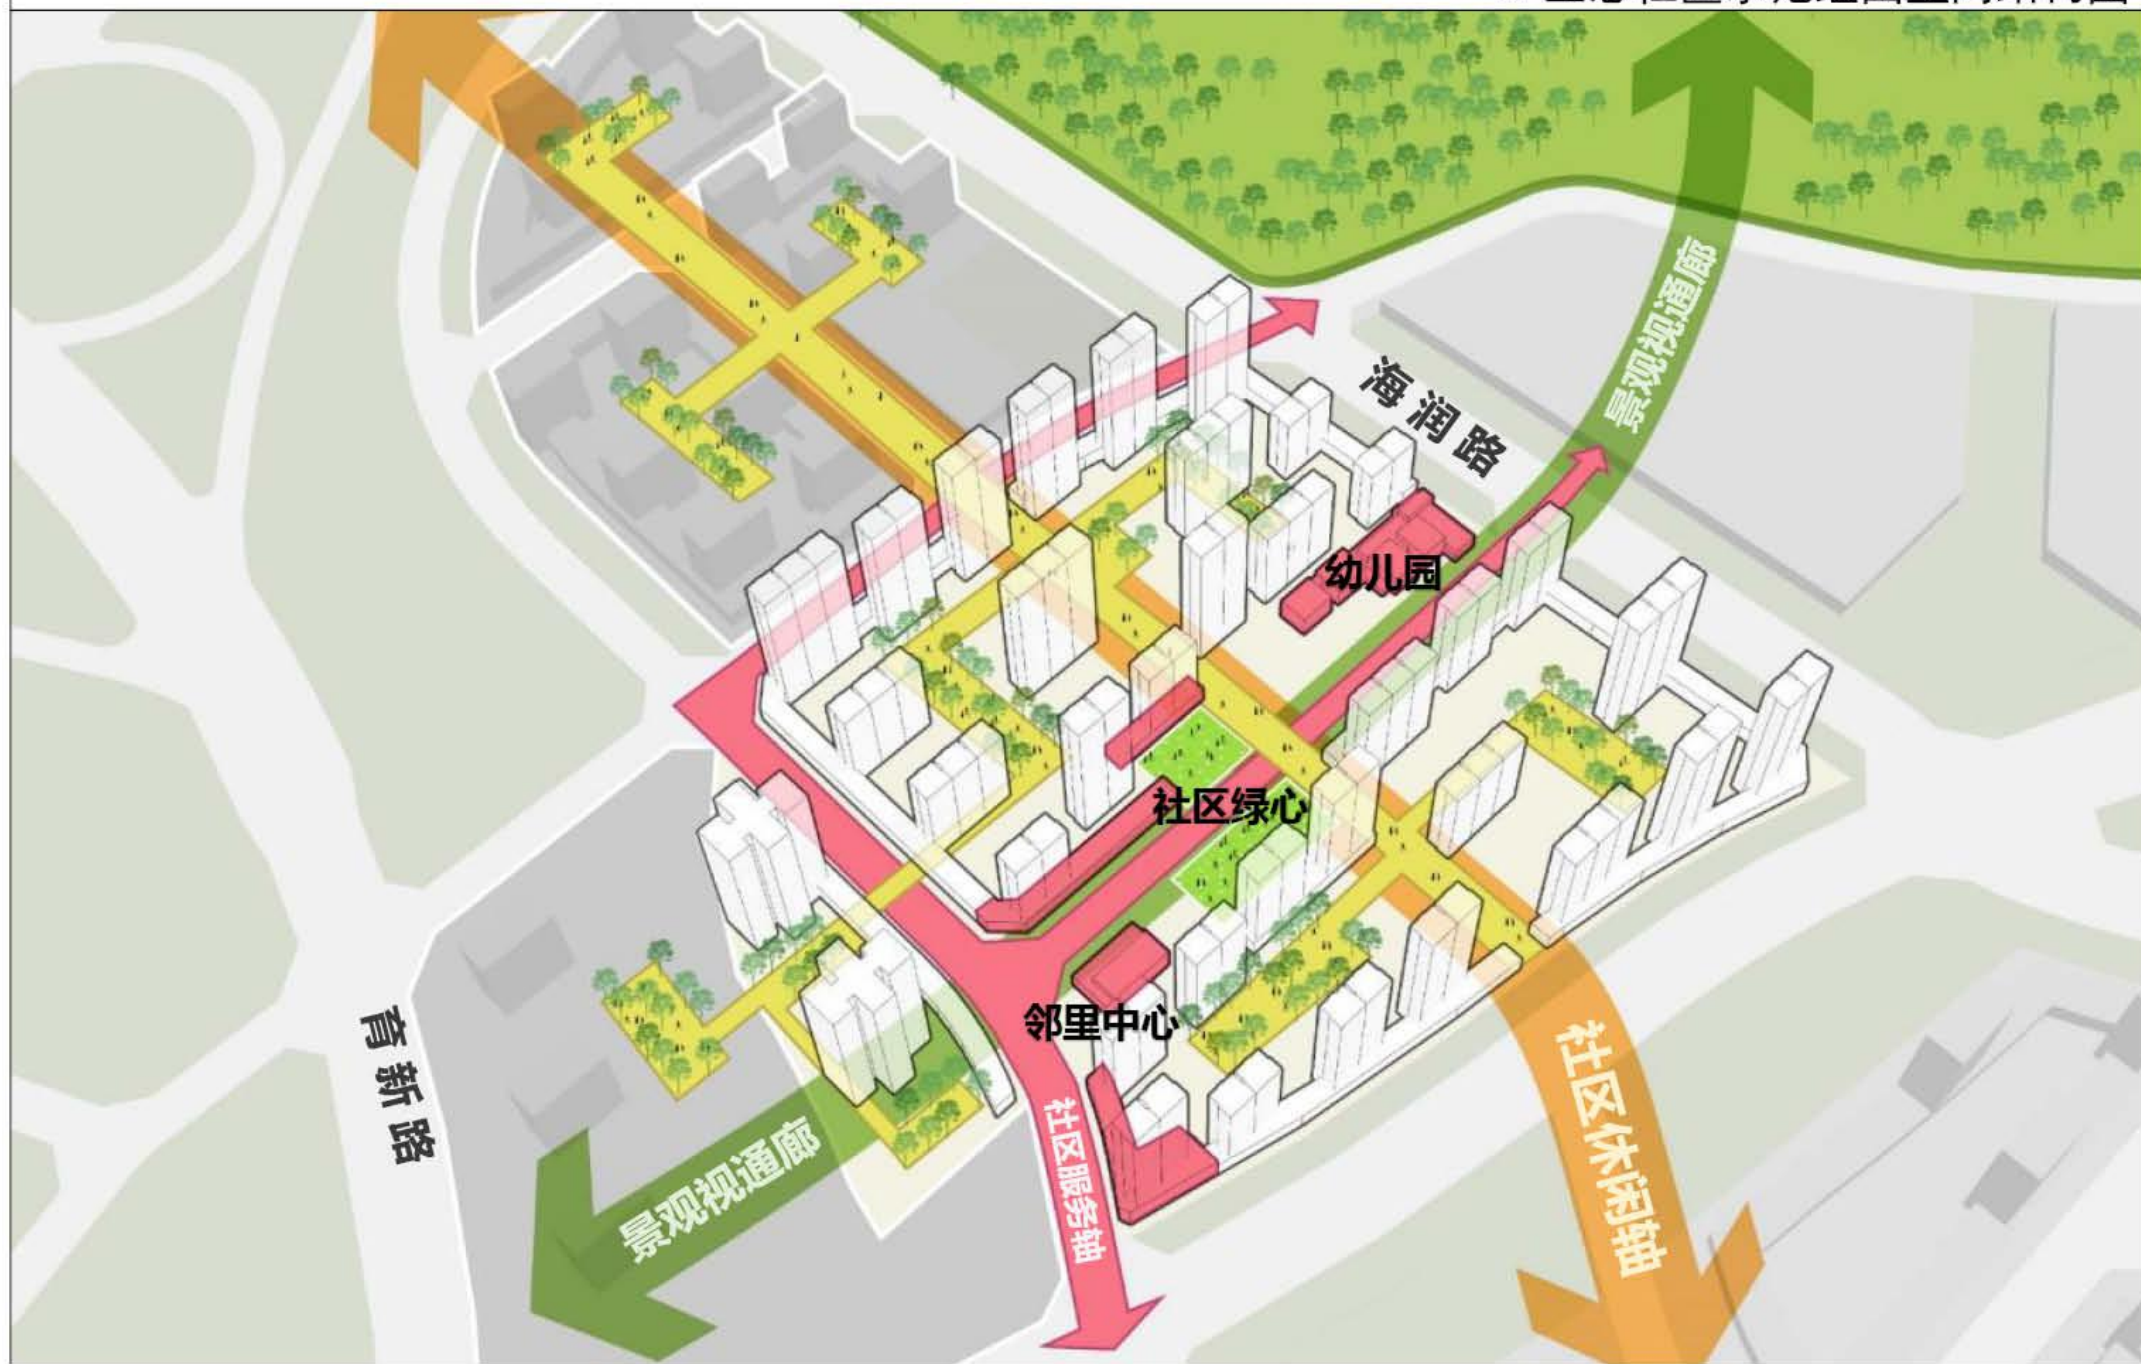 景观视通廊
海润路
幼儿园
社区绿心
邻里中心
育新路
景观视通廊
社区服务轴
社区休闲轴